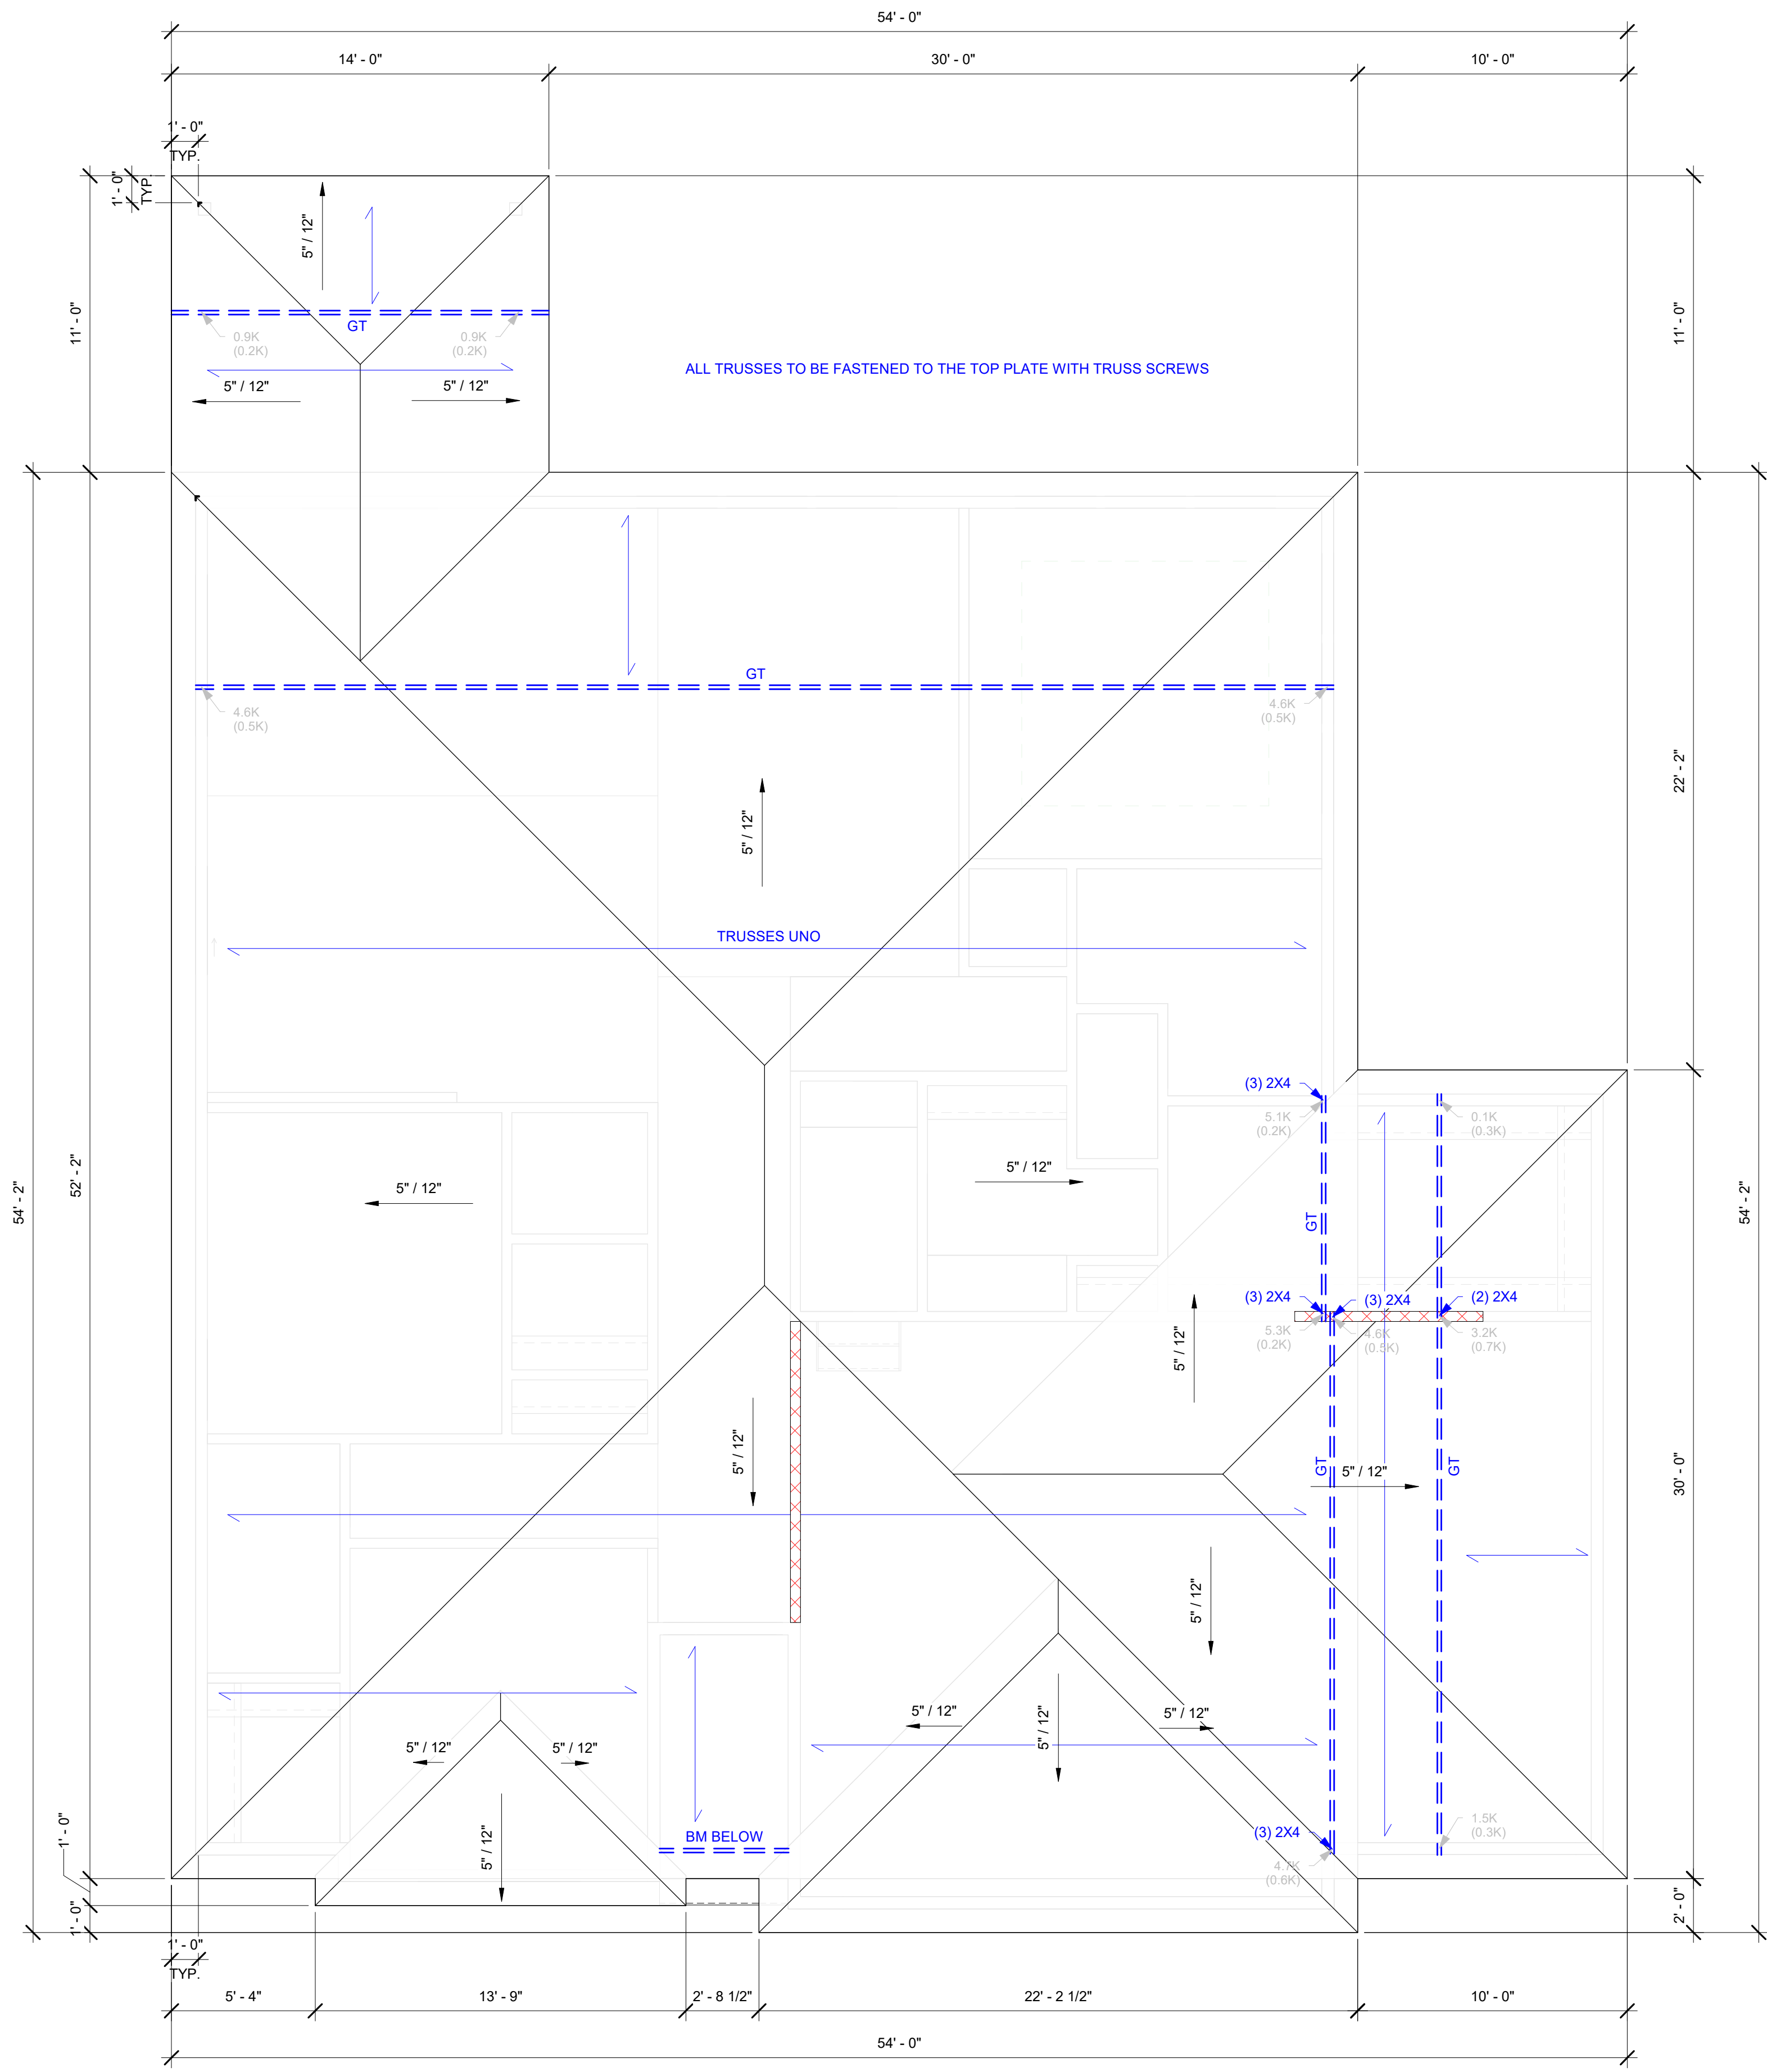 54' - 0"
14' - 0"
30' - 0"
10' - 0"
1' - 0"
TYP.
1' - 0"
TYP.
5" / 12"
11' - 0"
11' - 0"
GT
0.9K
(0.2K)
0.9K
(0.2K)
5" / 12"
5" / 12"
ALL TRUSSES TO BE FASTENED TO THE TOP PLATE WITH TRUSS SCREWS
GT
4.6K
(0.5K)
4.6K
(0.5K)
22' - 2"
5" / 12"
TRUSSES UNO
(3) 2X4
5.1K
(0.2K)
0.1K
(0.3K)
54' - 2"
52' - 2"
5" / 12"
5" / 12"
GT
54' - 2"
(3) 2X4
(3) 2X4
(2) 2X4
5.3K
(0.2K)
4.6K
(0.5K)
3.2K
(0.7K)
5" / 12"
5" / 12"
GT
5" / 12"
GT
30' - 0"
5" / 12"
5" / 12"
5" / 12"
5" / 12"
5" / 12"
5" / 12"
5" / 12"
BM BELOW
(3) 2X4
4.7K
(0.6K)
1.5K
(0.3K)
1' - 0"
1' - 0"
2' - 0"
1' - 0"
TYP.
5' - 4"
13' - 9"
2' - 8 1/2"
22' - 2 1/2"
10' - 0"
54' - 0"